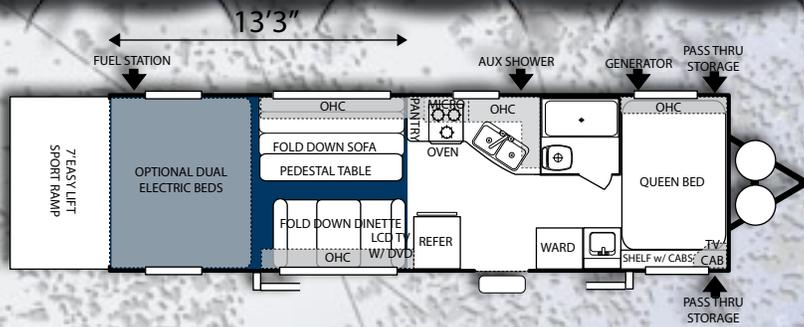 13'3"
FUEL STATION
AUX SHOWER
GENERATOR
PASS THRU
STORAGE
7'EASY LIFT
SPORT RAMP
OPTIONAL DUAL
ELECTRIC BEDS
OHC
FOLD DOWN SOFA
PEDESTAL TABLE
FOLD DOWN DINETTE
LCD TV
W/ DVD
OHC
PANTRY
MICRO
OVEN
OHC
REFER
WARD
OHC
QUEEN BED
TV
SHELF w/ CABS
CAB
PASS THRU
STORAGE